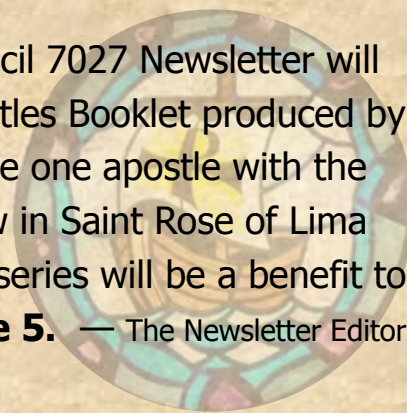 cil 7027 Newsletter will
tles Booklet produced by
e one apostle with the
in Saint Rose of Lima
series will be a benefit to
5. — The Newsletter Editor